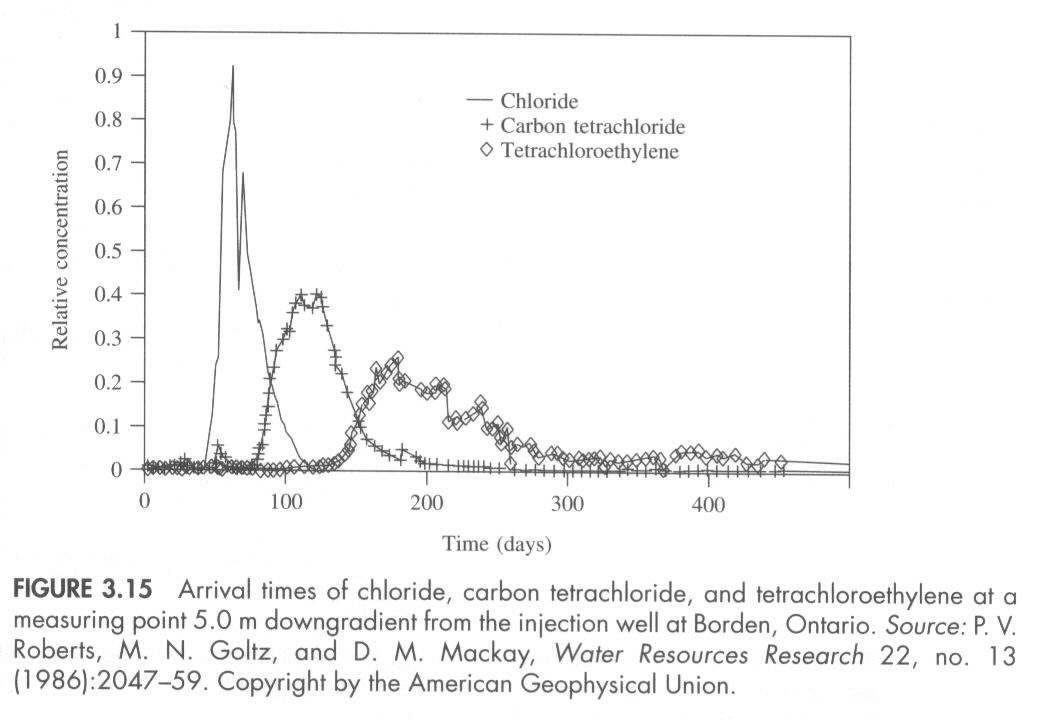 1
0.9
0.8
0.7
0.6
0.5
0.4
0.3
0.2
0.1
0
Relative concentration
Chloride
Carbon tetrachloride
Tetrachloroethylene
0 100 200 300 400
Time (days)
FIGURE 3.15 Arrival times of chloride, carbon tetrachloride, and tetrachloroethylene at a
measuring point 5.0 m downgradient from the injection well at Borden, Ontario. Source: P. V.
Roberts, M. N. Goltz, and D. M. Mackay, Water Resources Research 22, no. 13
(1986):2047–59. Copyright by the American Geophysical Union.